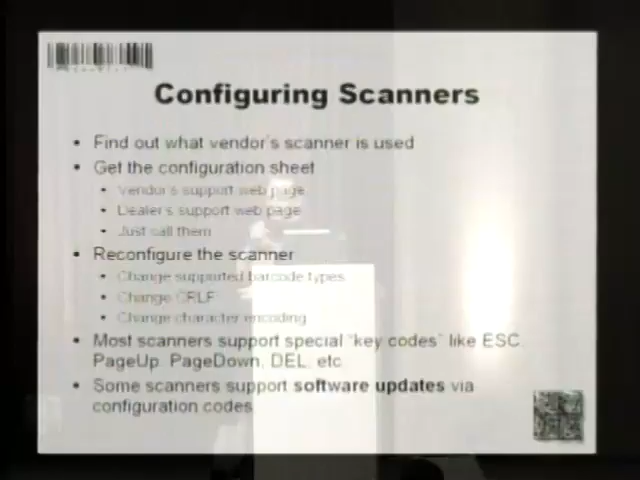 Configuring Scanners
• Find out what vendor's scanner is used
• Get the configuration sheet
• Vendor's support web page
• Dealer's support web page
• Just call them
• Reconfigure the scanner
• Change supported barcode types
• Change CRLF
• Change character encoding
• Most scanners support special "key codes" like ESC,
PageUp, PageDown, DEL, etc
• Some scanners support software updates via
configuration codes